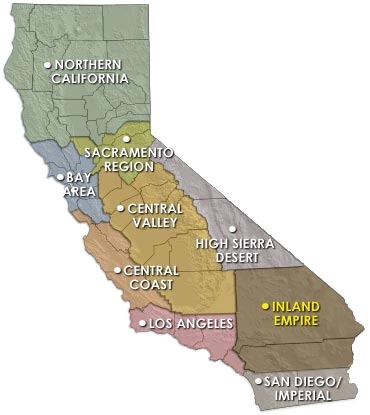 NORTHERN
CALIFORNIA
SACRAMENTO
REGION
BAY
AREA
CENTRAL
VALLEY
HIGH SIERRA
DESERT
CENTRAL
COAST
INLAND
EMPIRE
LOS ANGELES
SAN DIEGO/
IMPERIAL